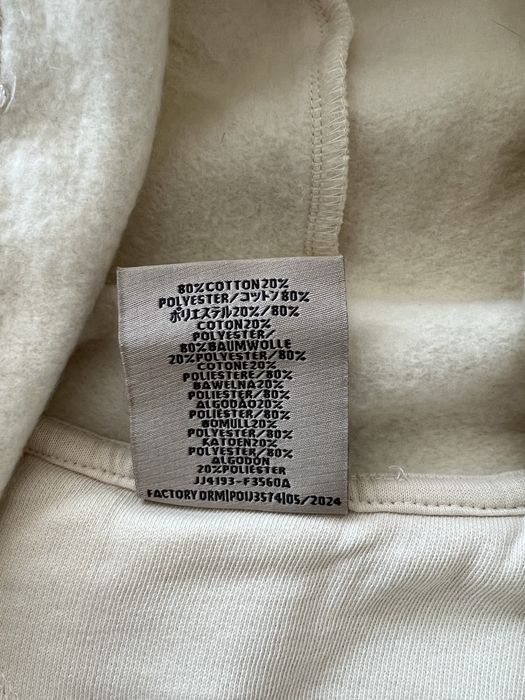 80%COTTON20%
POLYESTER/コットン80%
ポリエステル20%/80%
COTON20%
POLYESTER/
80%BAUMWOLLE
20%POLYESTER/80%
COTONE20%
POLIESTERE/80%
BAWELNA20%
POLIESTER/80%
ALGODAO20%
POLIESTER/80%
BOMULL20%
POLYESTER/80%
KATOEN20%
POLYESTER/80%
ALGODON
20%POLIESTER
JJ4193-F3560A
FACTORY DRM|POIJ3574|05/2024